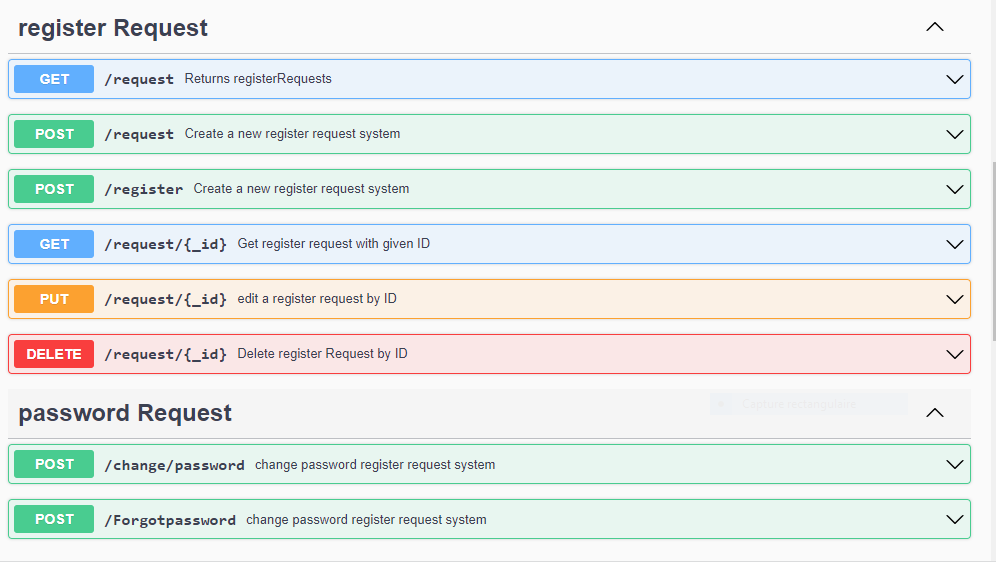 register Request
GET /request Returns registerRequests
POST /request Create a new register request system
POST /register Create a new register request system
GET /request/{_id} Get register request with given ID
PUT /request/{_id} edit a register request by ID
DELETE /request/{_id} Delete register Request by ID
password Request
Capture rectangulaire
POST /change/password change password register request system
POST /Forgotpassword change password register request system